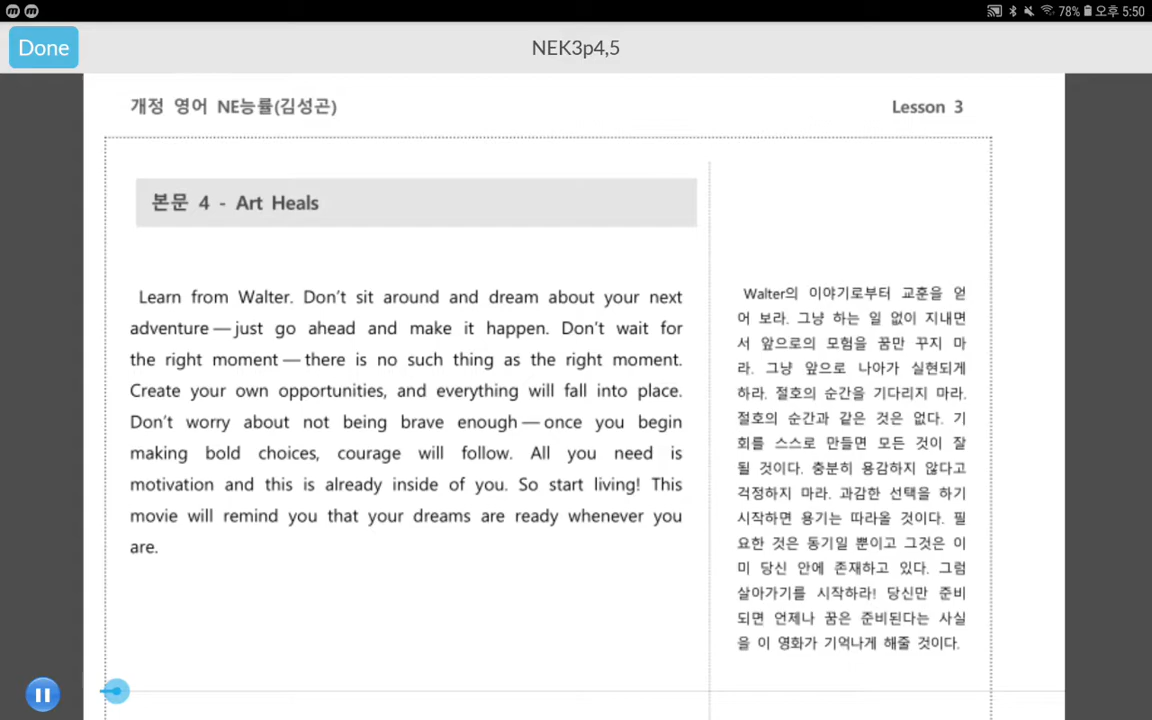 78% 오후 5:50
Done
NEK3p4,5
개정 영어 NE능률(김성곤)
Lesson 3
본문 4 - Art Heals
Learn from Walter. Don't sit around and dream about your next
adventure — just go ahead and make it happen. Don't wait for
the right moment — there is no such thing as the right moment.
Create your own opportunities, and everything will fall into place.
Don't worry about not being brave enough — once you begin
making bold choices, courage will follow. All you need is
motivation and this is already inside of you. So start living! This
movie will remind you that your dreams are ready whenever you
are.
Walter의 이야기로부터 교훈을 얻
어 보라. 그냥 하는 일 없이 지내면
서 앞으로의 모험을 꿈만 꾸지 마
라. 그냥 앞으로 나아가 실현되게
하라. 절호의 순간을 기다리지 마라.
절호의 순간과 같은 것은 없다. 기
회를 스스로 만들면 모든 것이 잘
될 것이다. 충분히 용감하지 않다고
걱정하지 마라. 과감한 선택을 하기
시작하면 용기는 따라올 것이다. 필
요한 것은 동기일 뿐이고 그것은 이
미 당신 안에 존재하고 있다. 그럼
살아가기를 시작하라! 당신만 준비
되면 언제나 꿈은 준비된다는 사실
을 이 영화가 기억나게 해줄 것이다.